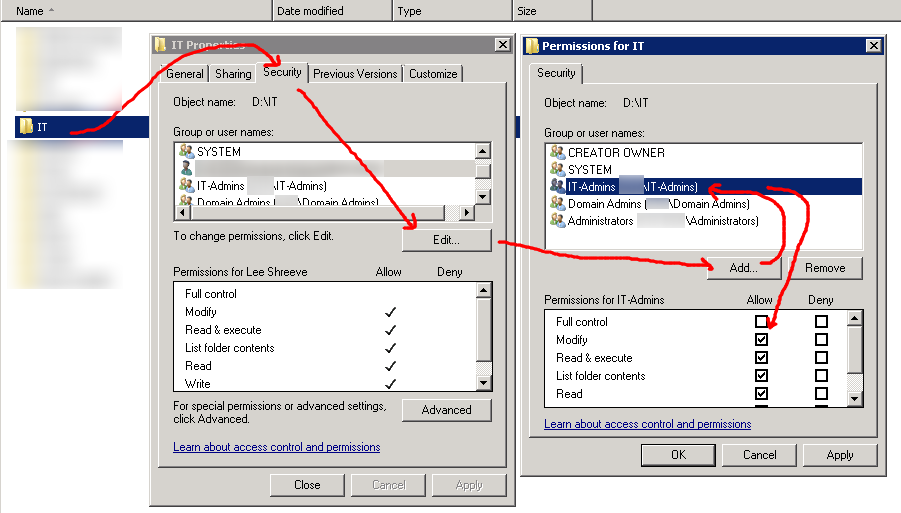 Name
Date modified
Type
Size
IT
IT Properties
General
Sharing
Security
Previous Versions
Customize
Object name: D:\IT
Group or user names:
SYSTEM
IT-Admins \IT-Admins)
Domain Admins ( \Domain Admins)
To change permissions, click Edit.
Edit...
Permissions for Lee Shreeve
Allow
Deny
Full control
Modify
Read & execute
List folder contents
Read
Write
For special permissions or advanced settings,
click Advanced.
Advanced
Learn about access control and permissions
Close
Cancel
Apply
Permissions for IT
Security
Object name: D:\IT
Group or user names:
CREATOR OWNER
SYSTEM
IT-Admins \IT-Admins)
Domain Admins ( \Domain Admins)
Administrators \Administrators)
Add...
Remove
Permissions for IT-Admins
Allow
Deny
Full control
Modify
Read & execute
List folder contents
Read
Learn about access control and permissions
OK
Cancel
Apply